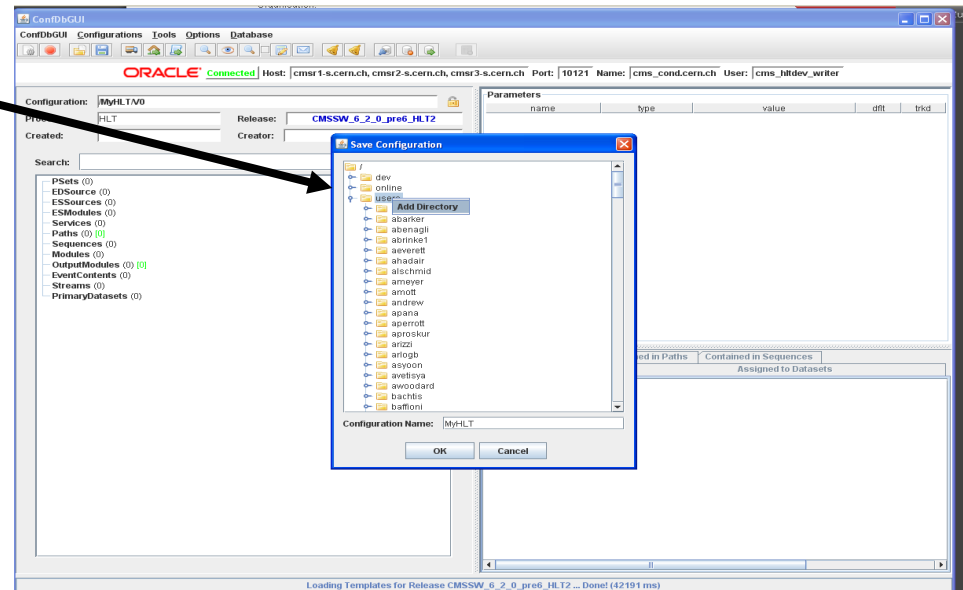 ConfDbGUI
ConfDbGUI Configurations Tools Options Database
ORACLE Connected Host: cmsr1-s.cern.ch, cmsr2-s.cern.ch, cmsr3-s.cern.ch Port: 10121 Name: cms_cond.cern.ch User: cms_hltdev_writer
Configuration: /MyHLT/V0
HLT Release: CMSSW_6_2_0_pre6_HLT2
Created: Creator:
Search:
PSets (0)
EDSource (0)
ESSources (0)
ESModules (0)
Services (0)
Paths (0) [0]
Sequences (0)
Modules (0)
OutputModules (0) [0]
EventContents (0)
Streams (0)
PrimaryDatasets (0)
Parameters
name type value dflt trkd
Save Configuration
/
dev
online
users
Add Directory
abarker
abenagli
abrinke1
aeverett
ahadair
alschmid
ameyer
amott
andrew
apana
aperrott
aproskur
arizzi
arlogb
asyoon
avetisya
awoodard
bachtis
baffioni
Configuration Name: MyHLT
OK Cancel
in Paths Contained in Sequences
Assigned to Datasets
Loading Templates for Release CMSSW_6_2_0_pre6_HLT2 ... Done! (42191 ms)